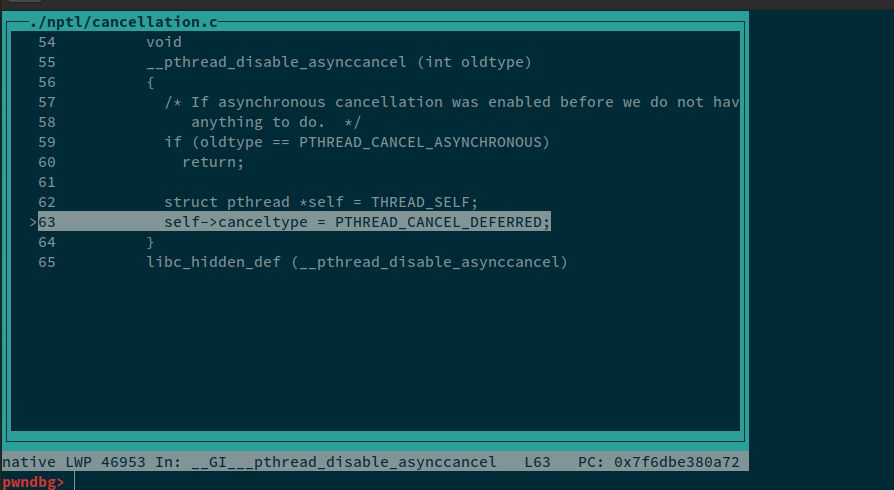 ./nptl/cancellation.c
54          void
55          __pthread_disable_asynccancel (int oldtype)
56          {
57            /* If asynchronous cancellation was enabled before we do not hav
58               anything to do.  */
59            if (oldtype == PTHREAD_CANCEL_ASYNCHRONOUS)
60              return;
61
62            struct pthread *self = THREAD_SELF;
>63            self->canceltype = PTHREAD_CANCEL_DEFERRED;
64          }
65          libc_hidden_def (__pthread_disable_asynccancel)
native LWP 46953 In: __GI___pthread_disable_asynccancel   L63   PC: 0x7f6dbe380a72
pwndbg>